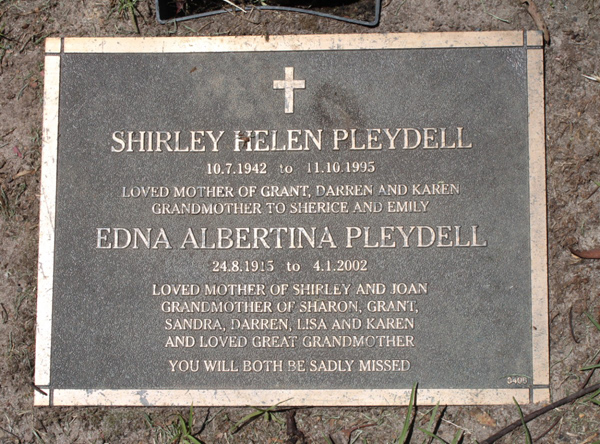 SHIRLEY HELEN PLEYDELL
10.7.1942 to 11.10.1995
LOVED MOTHER OF GRANT, DARREN AND KAREN
GRANDMOTHER TO SHERICE AND EMILY
EDNA ALBERTINA PLEYDELL
24.8.1915 to 4.1.2002
LOVED MOTHER OF SHIRLEY AND JOAN
GRANDMOTHER OF SHARON, GRANT,
SANDRA, DARREN, LISA AND KAREN
AND LOVED GREAT GRANDMOTHER
YOU WILL BOTH BE SADLY MISSED